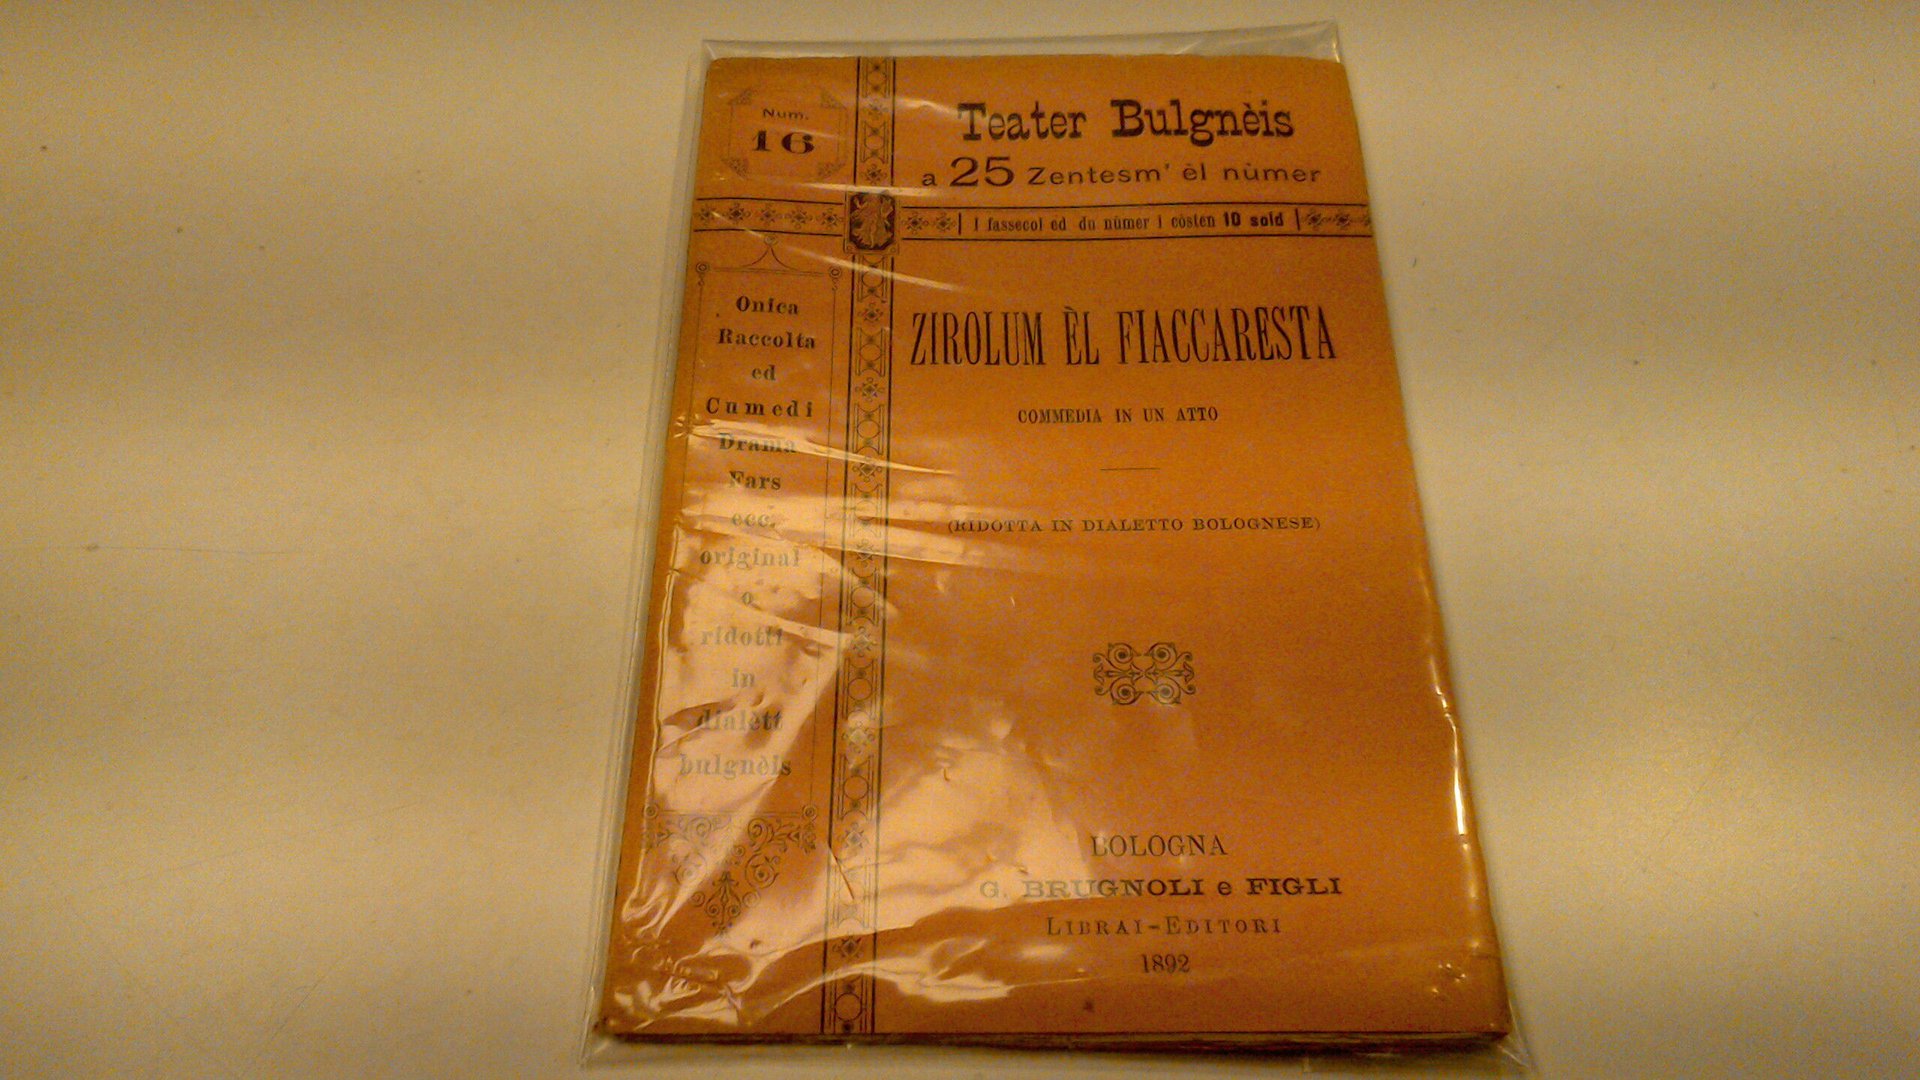 Num.
16
Teater Bulgnèis
a 25 Zentesm' èl nùmer
I fassecol ed du nùmer i còsten 10 sold
Onica
Raccolta
ed
Cumedi
Drama
Fars
ecc.
original
o
ridotti
in
dialètt
bulgnèis
ZIROLUM ÈL FIACCARESTA
COMMEDIA IN UN ATTO
(RIDOTTA IN DIALETTO BOLOGNESE)
BOLOGNA
G. BRUGNOLI e FIGLI
LIBRAI-EDITORI
1892